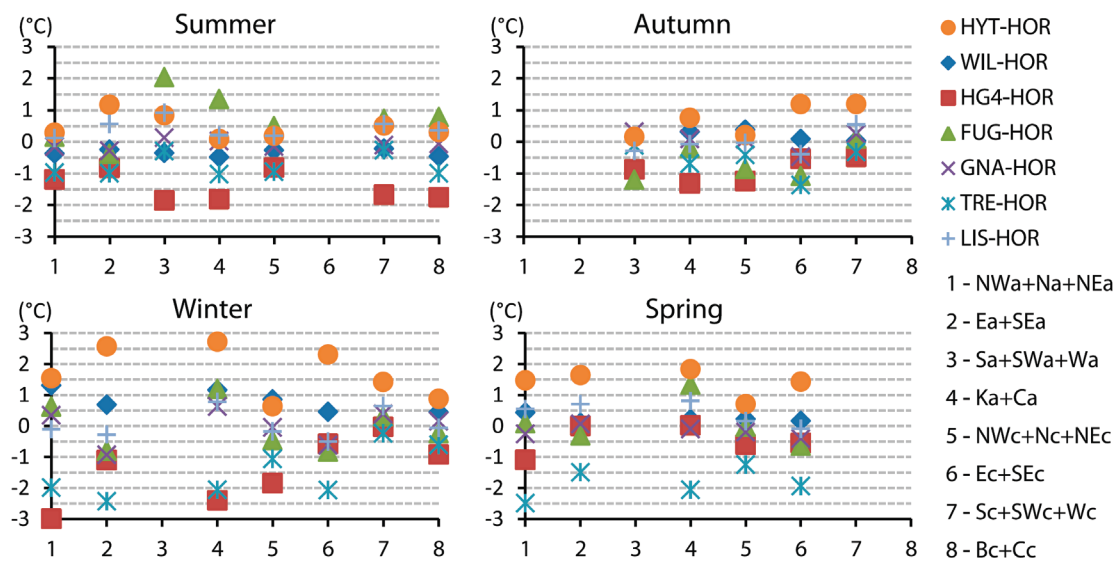 (°C) Summer
3
2
1
0
-1
-2
-3
1 2 3 4 5 6 7 8
(°C) Autumn
3
2
1
0
-1
-2
-3
1 2 3 4 5 6 7 8
(°C) Winter
3
2
1
0
-1
-2
-3
1 2 3 4 5 6 7 8
(°C) Spring
3
2
1
0
-1
-2
-3
1 2 3 4 5 6 7 8
HYT-HOR
WIL-HOR
HG4-HOR
FUG-HOR
GNA-HOR
TRE-HOR
LIS-HOR
1 - NWa+Na+NEa
2 - Ea+SEa
3 - Sa+SWa+Wa
4 - Ka+Ca
5 - NWc+Nc+NEc
6 - Ec+SEc
7 - Sc+SWc+Wc
8 - Bc+Cc